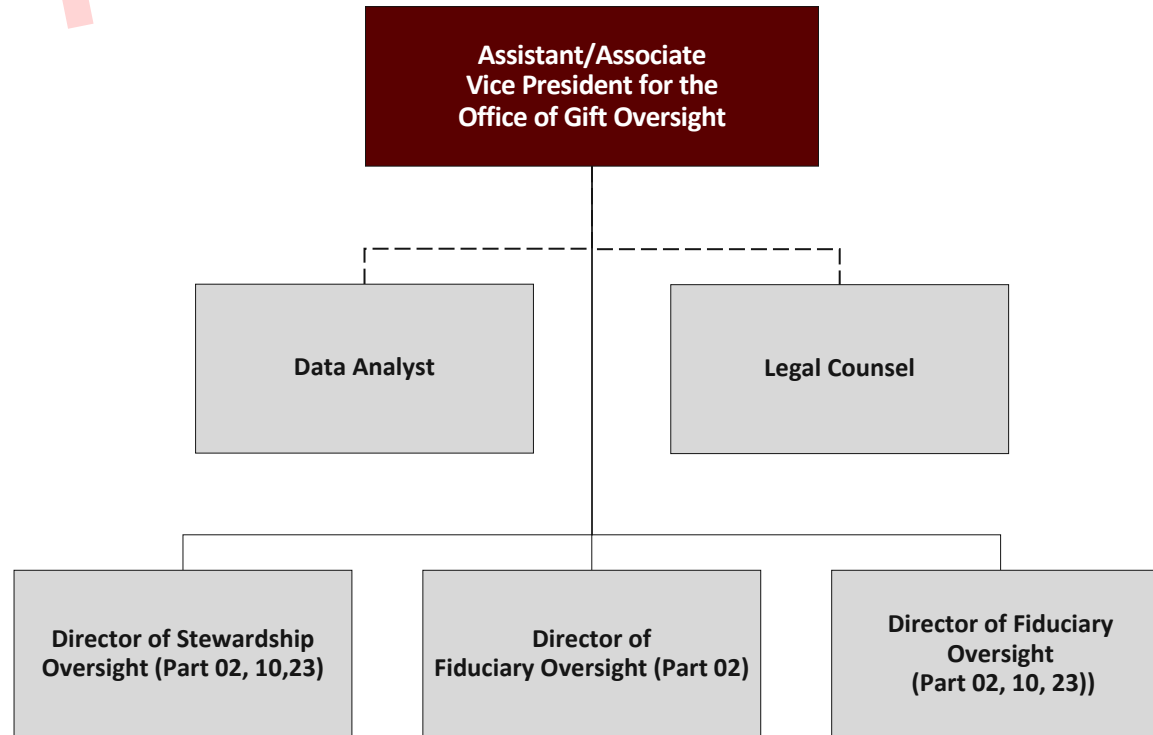 Assistant/Associate
Vice President for the
Office of Gift Oversight
Data Analyst
Legal Counsel
Director of Stewardship
Oversight (Part 02, 10,23)
Director of
Fiduciary Oversight (Part 02)
Director of Fiduciary
Oversight
(Part 02, 10, 23))